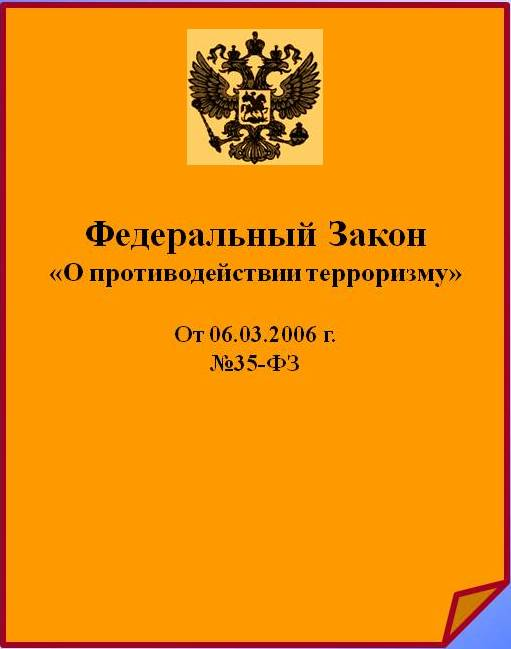 Федеральный Закон
«О противодействии терроризму»
От 06.03.2006 г.
№35-ФЗ